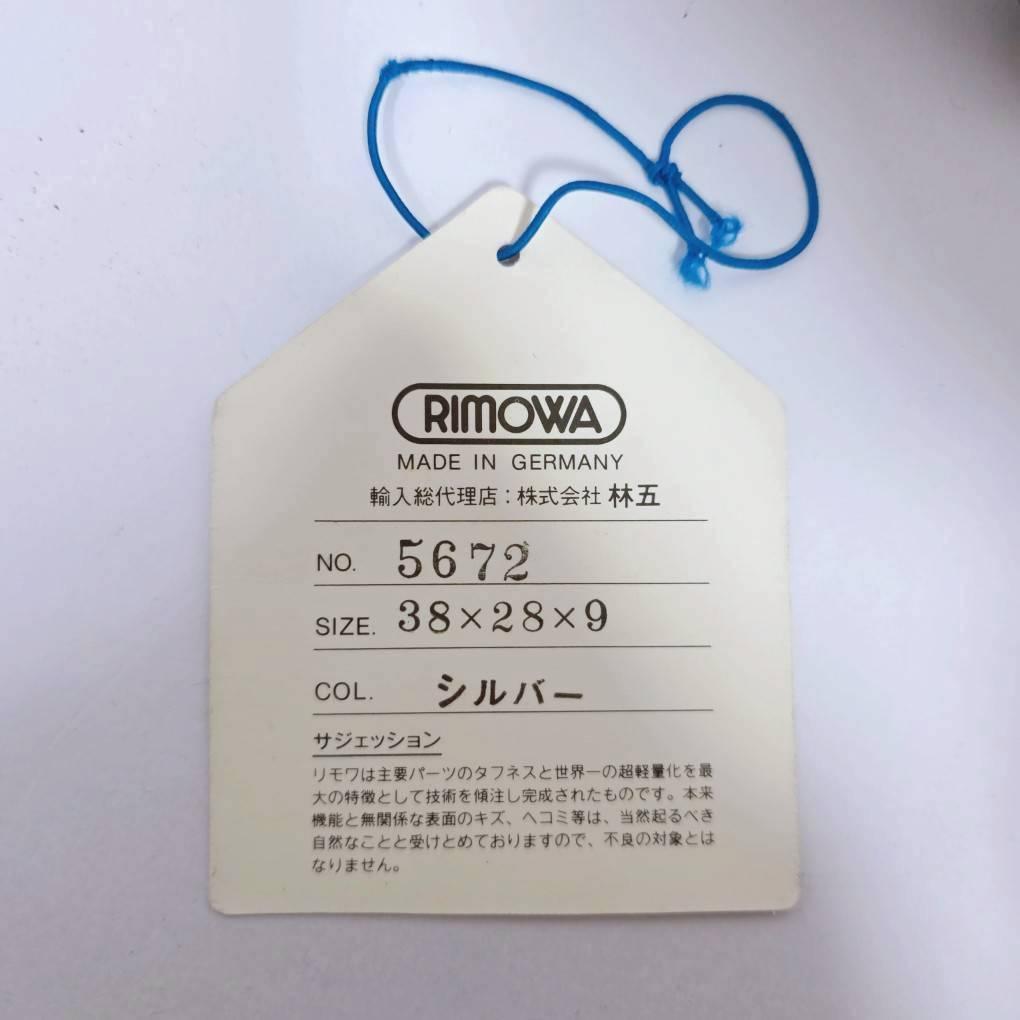 RIMOWA
MADE IN GERMANY
輸入総代理店：株式会社 林五
NO. 5672
SIZE. 38×28×9
COL. シルバー
サジェッション
リモワは主要パーツのタフネスと世界一の超軽量化を最
大の特徴として技術を傾注し完成されたものです。本来
機能と無関係な表面のキズ、ヘコミ等は、当然起るべき
自然なことと受けとめておりますので、不良の対象とは
なりません。